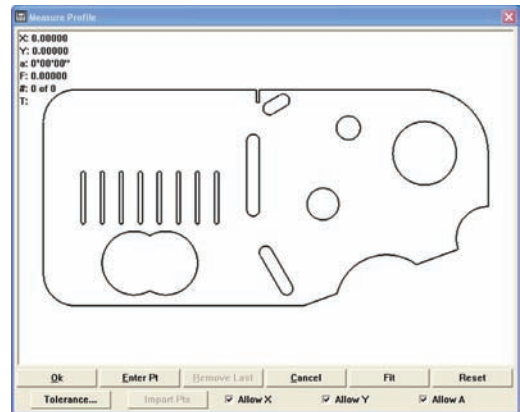 Measure Profile
X: 0.00000
Y: 0.00000
a: 0°00'00"
F: 0.00000
#: 0 of 0
T:
Ok Enter Pt Remove Last Cancel Fit Reset
Tolerance... Import Pts Allow X Allow Y Allow A